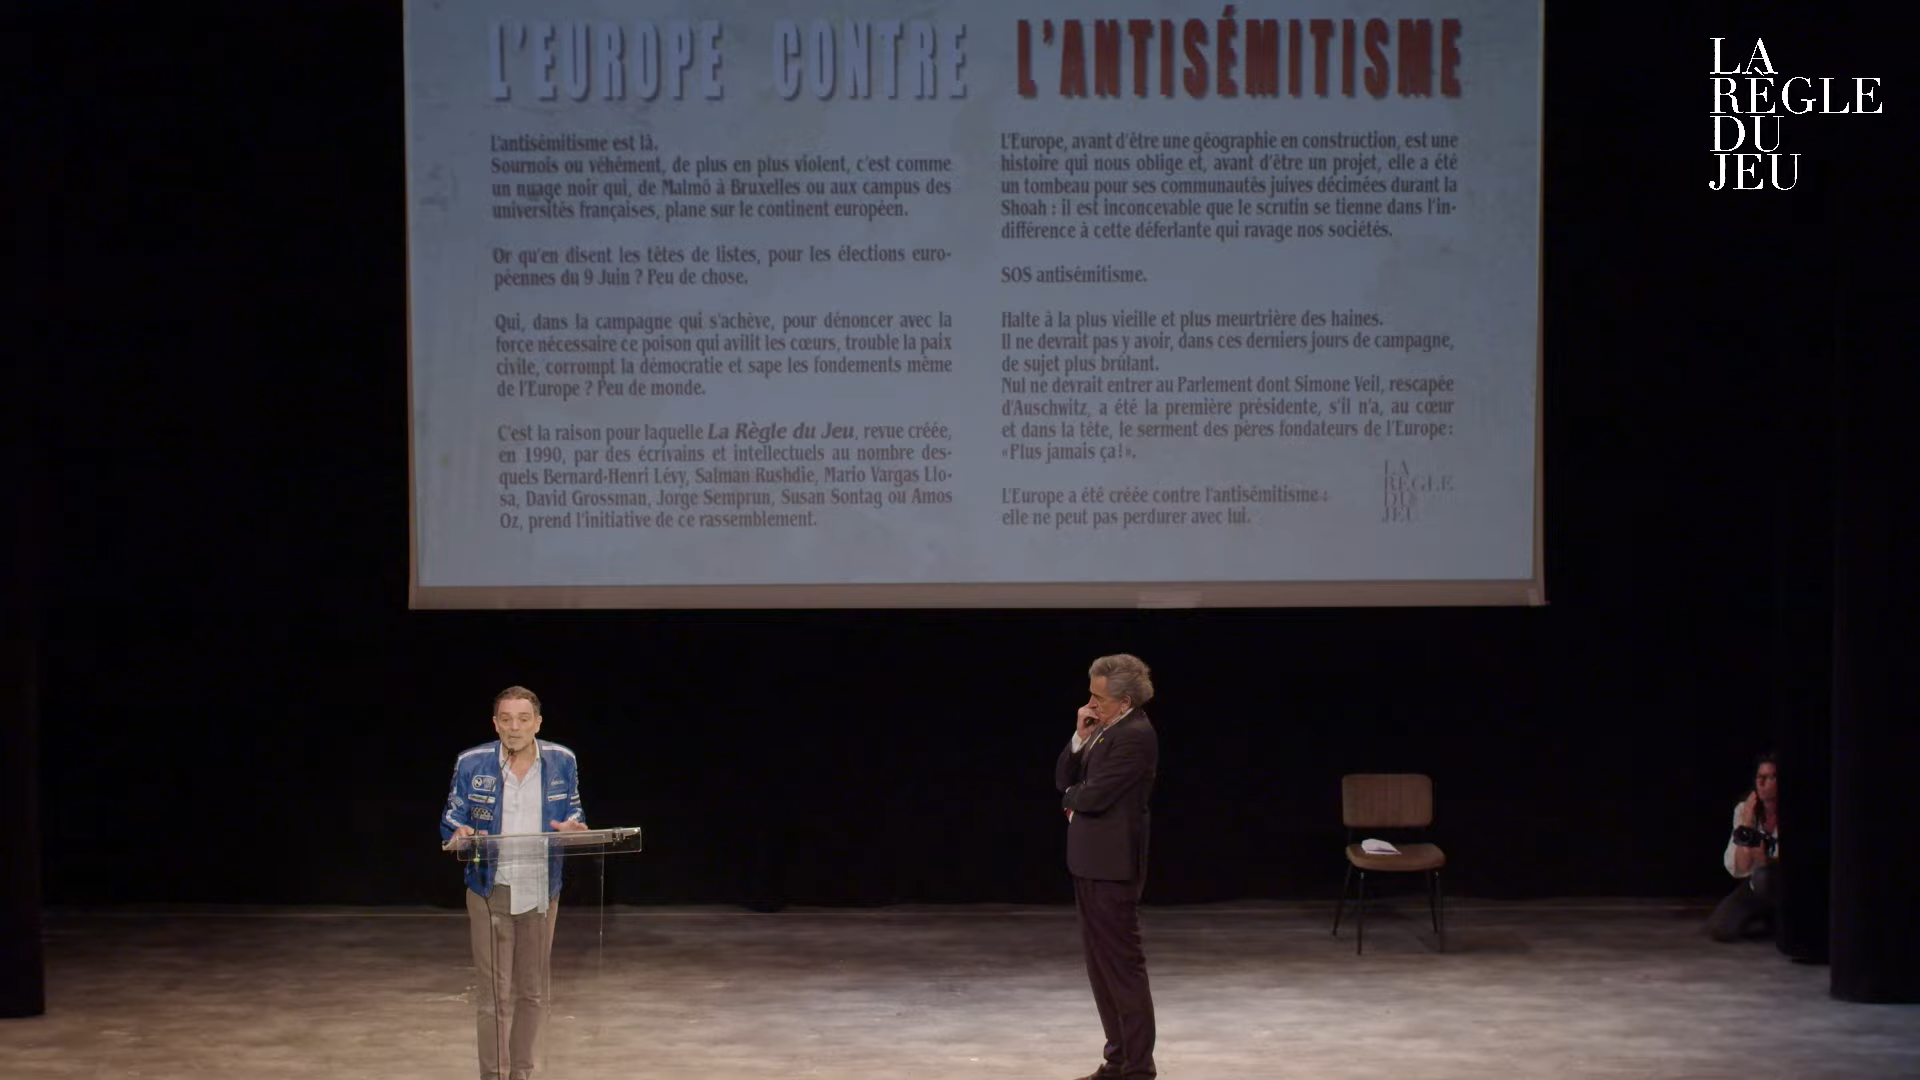 L'EUROPE CONTRE L'ANTISÉMITISME
L'antisémitisme est là.
Sournois ou véhément, de plus en plus violent, c'est comme
un nuage noir qui, de Malmö à Bruxelles ou aux campus des
universités françaises, plane sur le continent européen.
Or qu'en disent les têtes de listes, pour les élections euro-
péennes du 9 Juin ? Peu de chose.
Qui, dans la campagne qui s'achève, pour dénoncer avec la
force nécessaire ce poison qui avilit les cœurs, trouble la paix
civile, corrompt la démocratie et sape les fondements même
de l'Europe ? Peu de monde.
C'est la raison pour laquelle La Règle du Jeu, revue créée,
en 1990, par des écrivains et intellectuels au nombre des-
quels Bernard-Henri Lévy, Salman Rushdie, Mario Vargas Llo-
sa, David Grossman, Jorge Semprun, Susan Sontag ou Amos
Oz, prend l'initiative de ce rassemblement.
L'Europe, avant d'être une géographie en construction, est une
histoire qui nous oblige et, avant d'être un projet, elle a été
un tombeau pour ses communautés juives décimées durant la
Shoah : il est inconcevable que le scrutin se tienne dans l'in-
différence à cette déferlante qui ravage nos sociétés.
SOS antisémitisme.
Halte à la plus vieille et plus meurtrière des haines.
Il ne devrait pas y avoir, dans ces derniers jours de campagne,
de sujet plus brûlant.
Nul ne devrait entrer au Parlement dont Simone Veil, rescapée
d'Auschwitz, a été la première présidente, s'il n'a, au cœur
et dans la tête, le serment des pères fondateurs de l'Europe :
«Plus jamais ça!».
L'Europe a été créée contre l'antisémitisme :
elle ne peut pas perdurer avec lui.
LA
RÈGLE
DU
JEU
LA
RÈGLE
DU
JEU